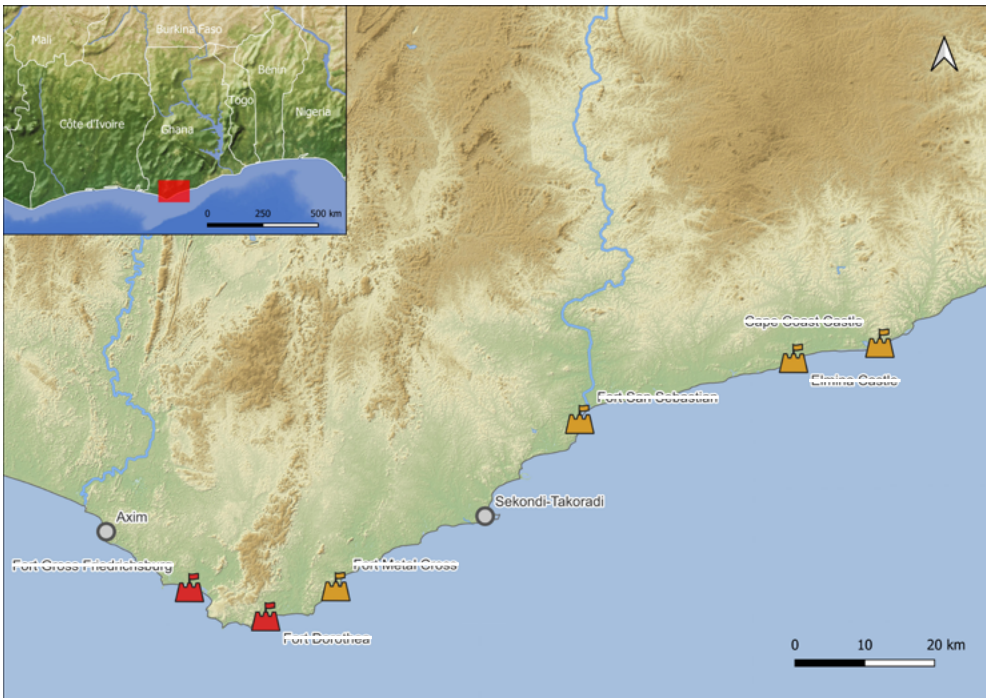 Mali
Burkina Faso
Benin
Togo
Nigeria
Côte d'Ivoire
Ghana
0 250 500 km
Cape Coast Castle
Elmina Castle
Fort San Sebastian
Sekondi-Takoradi
Axim
Fort Gross Friedrichsburg
Fort Metal Cross
Fort Dorothea
0 10 20 km